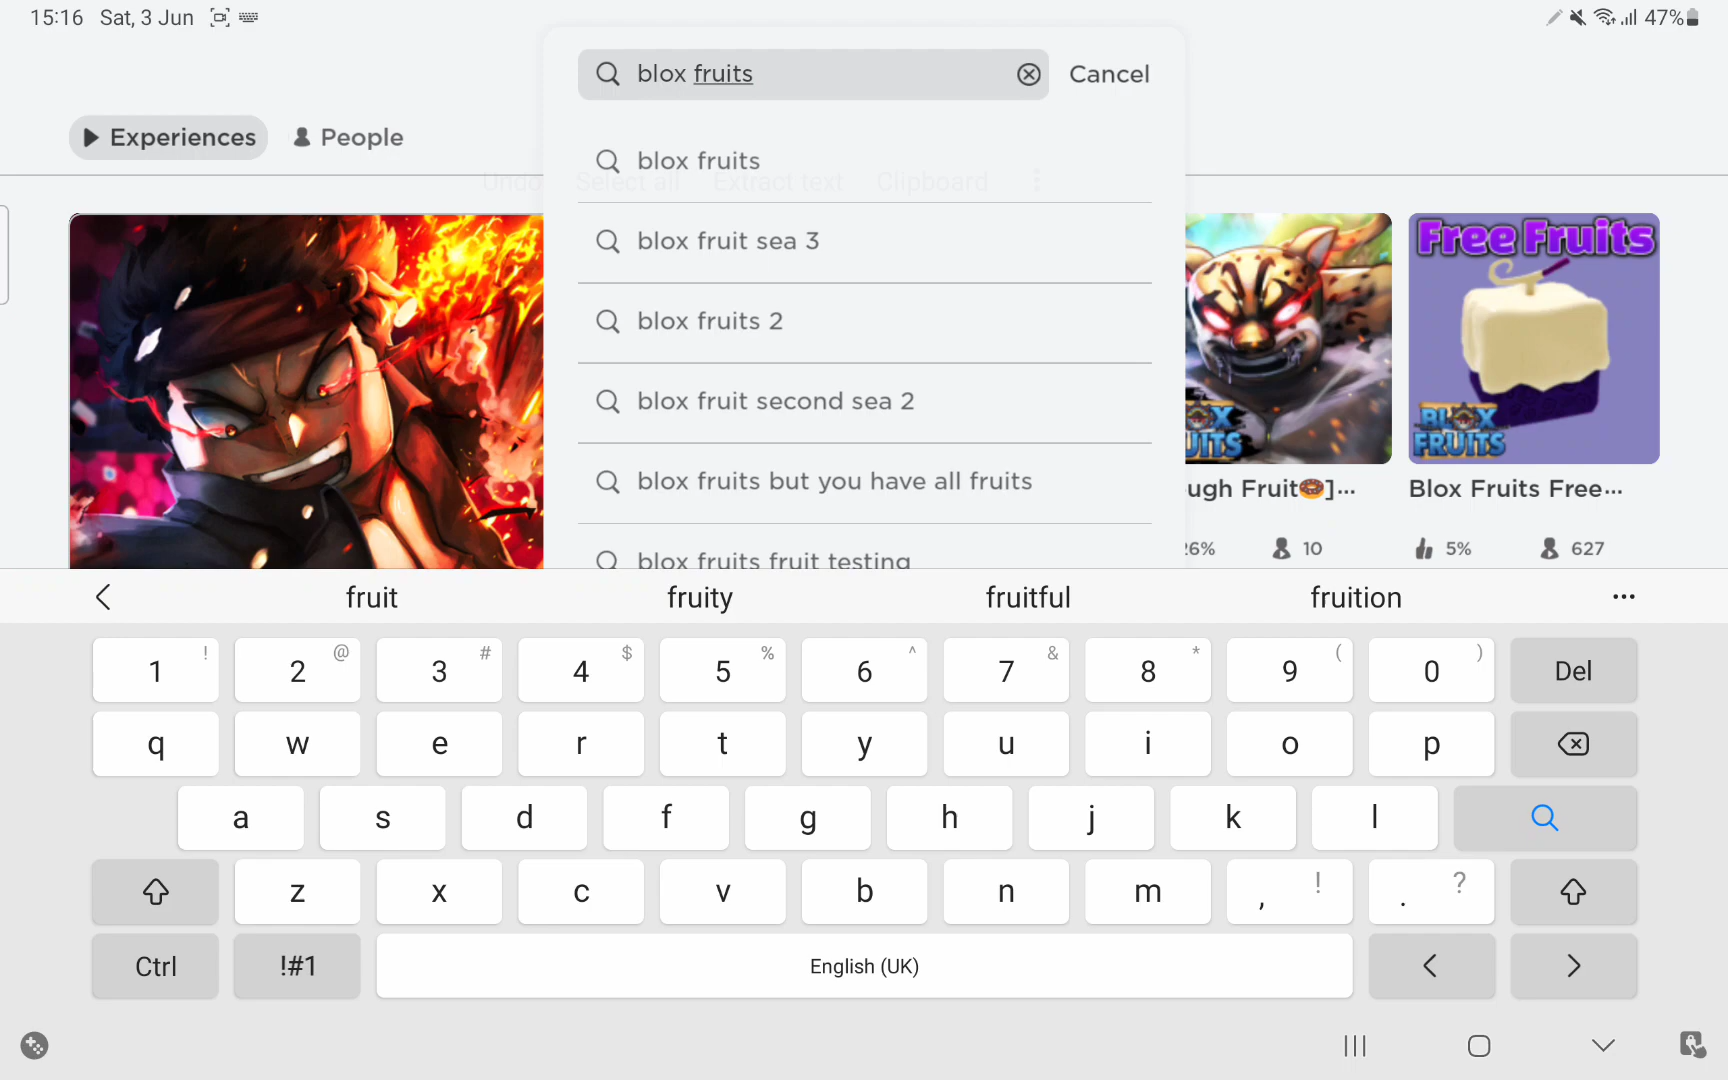 15:16 Sat, 3 Jun
47%
blox fruits
Cancel
Experiences
People
blox fruits
Undo Select all Extract text Clipboard
blox fruit sea 3
blox fruits 2
blox fruit second sea 2
blox fruits but you have all fruits
blox fruits fruit testing
UITS
ugh Fruit🍩]...
26%
10
Free Fruits
BLOX
FRUITS
Blox Fruits Free...
5%
627
fruit fruity fruitful fruition ...
1 ! 2 @ 3 # 4 $ 5 % 6 ^ 7 & 8 * 9 ( 0 ) Del
q w e r t y u i o p
a s d f g h j k l
z x c v b n m , ! . ?
Ctrl !#1 English (UK) < >